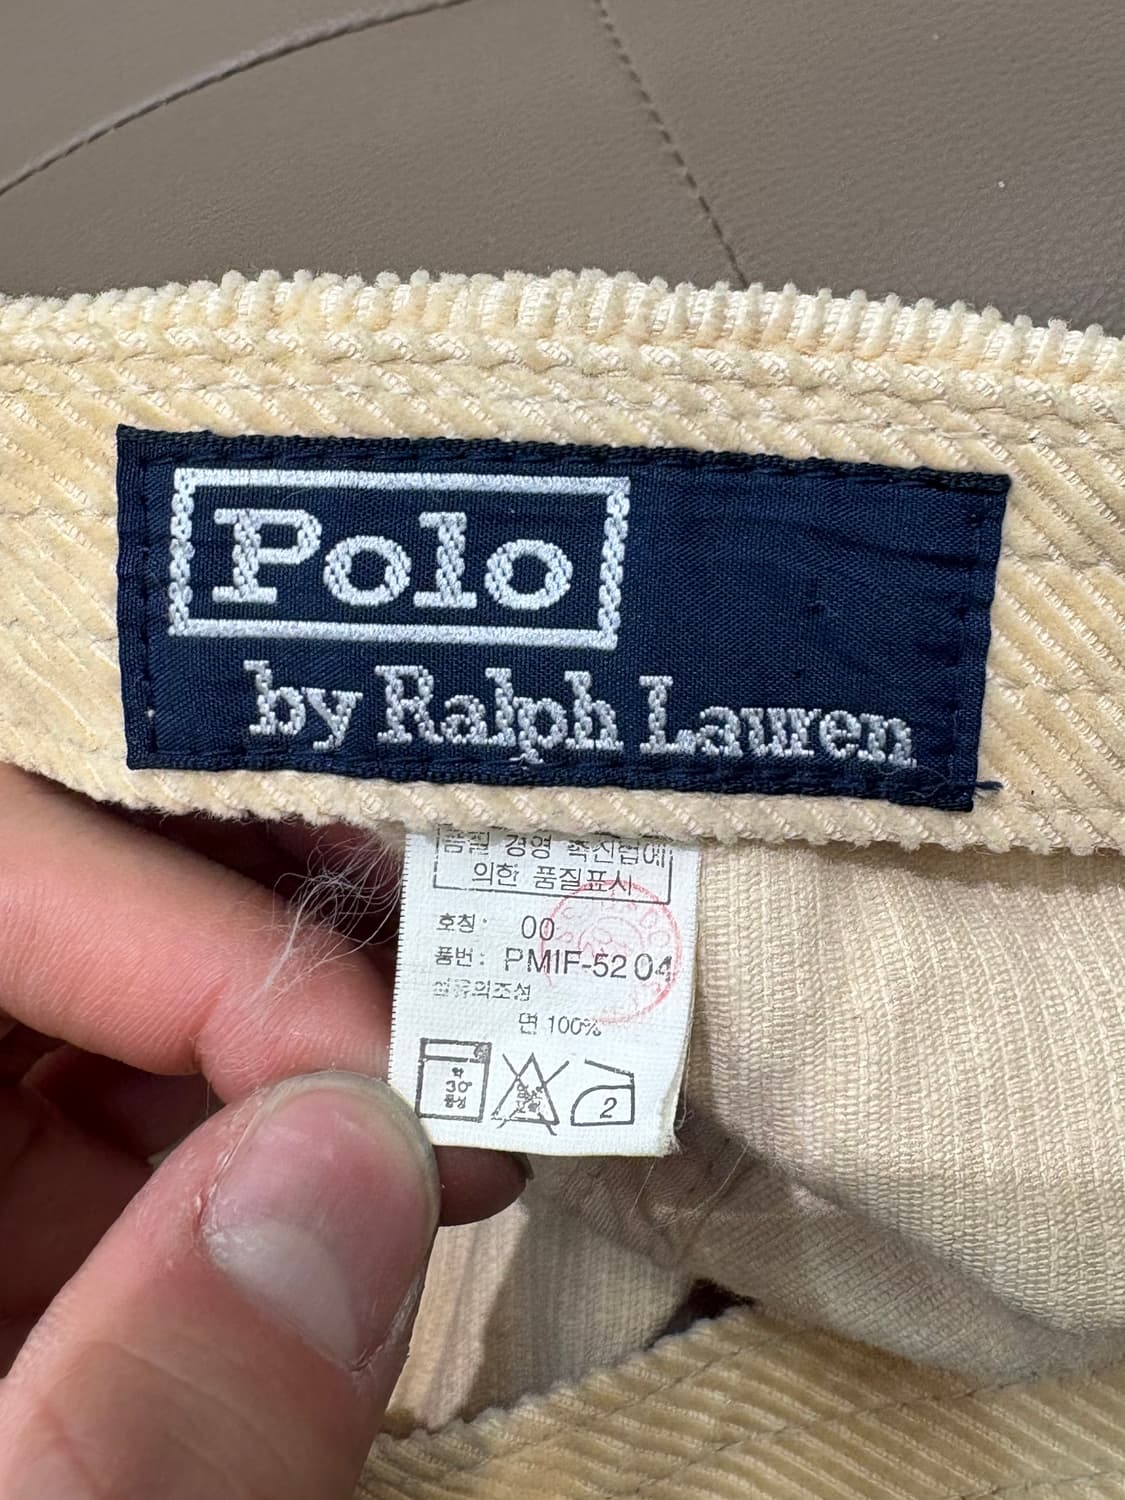 Polo
by Ralph Lauren
품질 경영 촉진법에
의한 품질표시
호칭: 00
품번: PMIF-5204
섬유의조성
면 100%
약
30°
중성
2